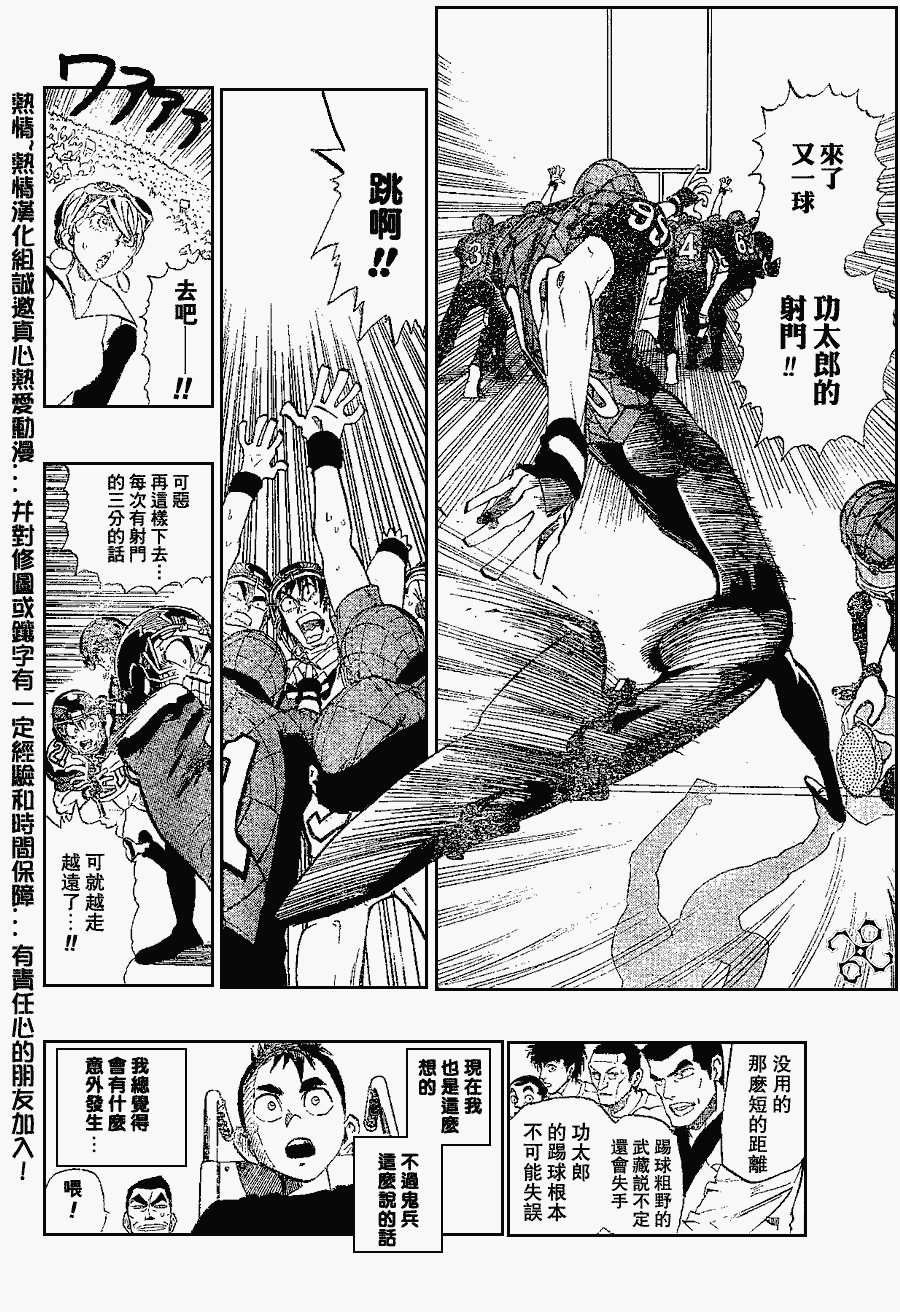 來了
又一球
功太郎的
射門!!
跳啊!!
ワアアア
去吧——!!
可惡
再這樣下去…
每次有射門
的三分的話
可就越走
越遠了…!!
没用的
那麼短的距離
踢球粗野的
武藏説不定
還會失手
功太郎
的踢球根本
不可能失誤
現在我
也是這麼
想的
不過鬼兵
這麼說的話
我總覺得
會有什麼
意外發生…
喂!
熱情、熱情漢化組誠邀真心熱愛動漫...并對修圖或鑲字有一定經驗和時間保障...有責任心的朋友加入!